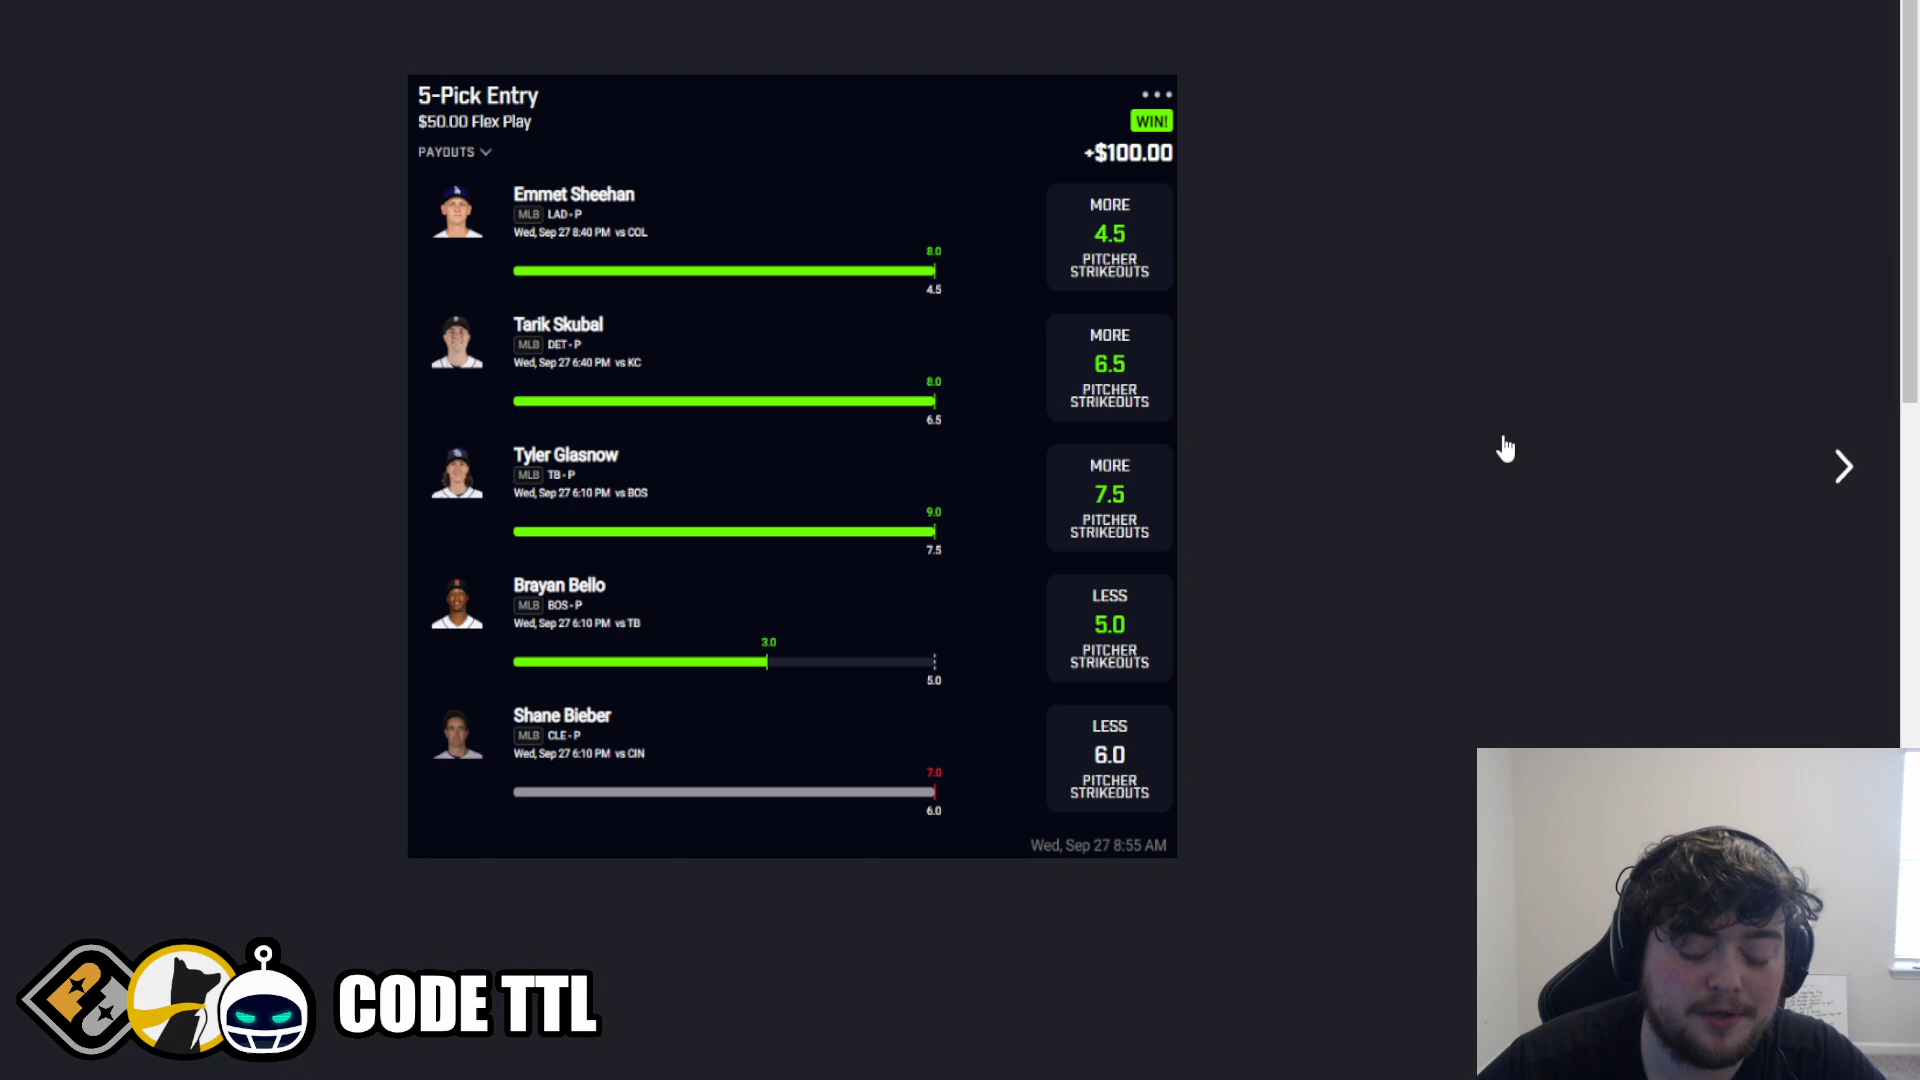 5-Pick Entry
$50.00 Flex Play
WIN!
PAYOUTS
+$100.00
Emmet Sheehan
MLB LAD - P
Wed, Sep 27 8:40 PM vs COL
8.0
4.5
MORE
4.5
PITCHER
STRIKEOUTS
Tarik Skubal
MLB DET - P
Wed, Sep 27 6:40 PM vs KC
8.0
6.5
MORE
6.5
PITCHER
STRIKEOUTS
Tyler Glasnow
MLB TB - P
Wed, Sep 27 6:10 PM vs BOS
9.0
7.5
MORE
7.5
PITCHER
STRIKEOUTS
Brayan Bello
MLB BOS - P
Wed, Sep 27 6:10 PM vs TB
3.0
5.0
LESS
5.0
PITCHER
STRIKEOUTS
Shane Bieber
MLB CLE - P
Wed, Sep 27 6:10 PM vs CIN
7.0
6.0
LESS
6.0
PITCHER
STRIKEOUTS
Wed, Sep 27 8:55 AM
CODE TTL